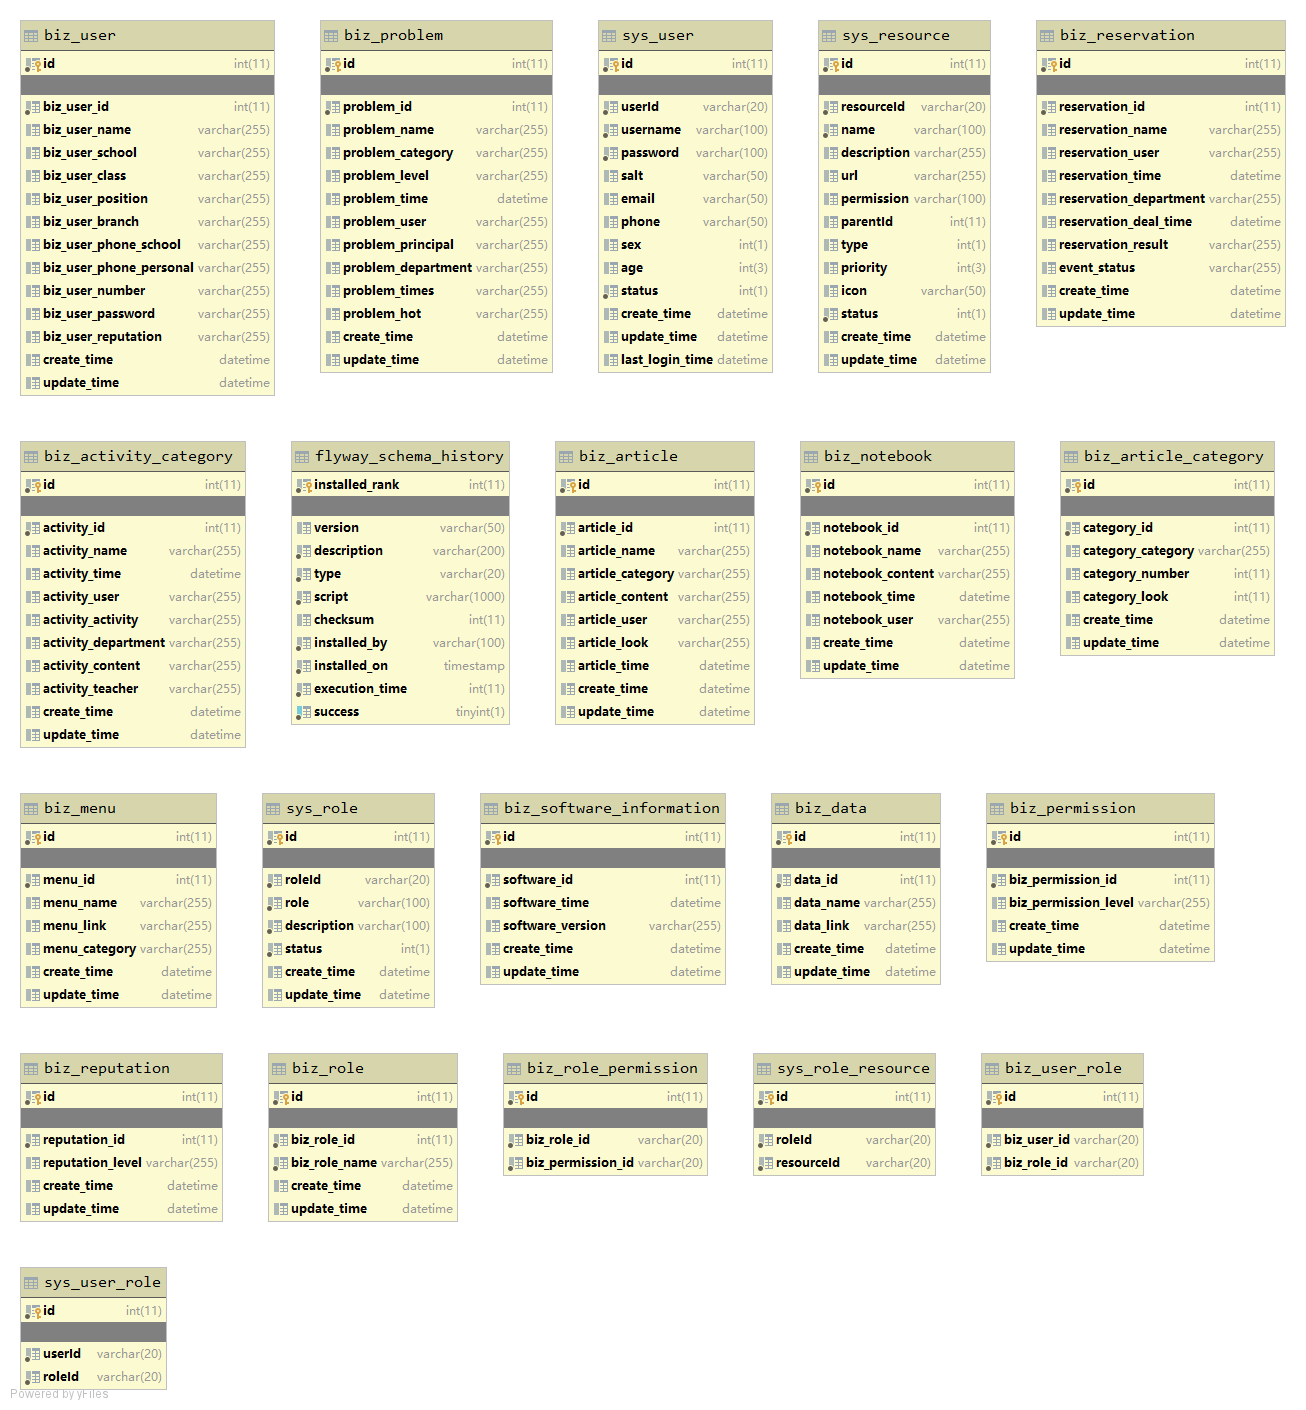 biz_user
id int(11)
biz_user_id int(11)
biz_user_name varchar(255)
biz_user_school varchar(255)
biz_user_class varchar(255)
biz_user_position varchar(255)
biz_user_branch varchar(255)
biz_user_phone_school varchar(255)
biz_user_phone_personal varchar(255)
biz_user_number varchar(255)
biz_user_password varchar(255)
biz_user_reputation varchar(255)
create_time datetime
update_time datetime
biz_problem
id int(11)
problem_id int(11)
problem_name varchar(255)
problem_category varchar(255)
problem_level varchar(255)
problem_time datetime
problem_user varchar(255)
problem_principal varchar(255)
problem_department varchar(255)
problem_times varchar(255)
problem_hot varchar(255)
create_time datetime
update_time datetime
sys_user
id int(11)
userId varchar(20)
username varchar(100)
password varchar(100)
salt varchar(50)
email varchar(50)
phone varchar(50)
sex int(1)
age int(3)
status int(1)
create_time datetime
update_time datetime
last_login_time datetime
sys_resource
id int(11)
resourceId varchar(20)
name varchar(100)
description varchar(255)
url varchar(255)
permission varchar(100)
parentId int(11)
type int(1)
priority int(3)
icon varchar(50)
status int(1)
create_time datetime
update_time datetime
biz_reservation
id int(11)
reservation_id int(11)
reservation_name varchar(255)
reservation_user varchar(255)
reservation_time datetime
reservation_department varchar(255)
reservation_deal_time datetime
reservation_result varchar(255)
event_status varchar(255)
create_time datetime
update_time datetime
biz_activity_category
id int(11)
activity_id int(11)
activity_name varchar(255)
activity_time datetime
activity_user varchar(255)
activity_activity varchar(255)
activity_department varchar(255)
activity_content varchar(255)
activity_teacher varchar(255)
create_time datetime
update_time datetime
flyway_schema_history
installed_rank int(11)
version varchar(50)
description varchar(200)
type varchar(20)
script varchar(1000)
checksum int(11)
installed_by varchar(100)
installed_on timestamp
execution_time int(11)
success tinyint(1)
biz_article
id int(11)
article_id int(11)
article_name varchar(255)
article_category varchar(255)
article_content varchar(255)
article_user varchar(255)
article_look varchar(255)
article_time datetime
create_time datetime
update_time datetime
biz_notebook
id int(11)
notebook_id int(11)
notebook_name varchar(255)
notebook_content varchar(255)
notebook_time datetime
notebook_user varchar(255)
create_time datetime
update_time datetime
biz_article_category
id int(11)
category_id int(11)
category_category varchar(255)
category_number int(11)
category_look int(11)
create_time datetime
update_time datetime
biz_menu
id int(11)
menu_id int(11)
menu_name varchar(255)
menu_link varchar(255)
menu_category varchar(255)
create_time datetime
update_time datetime
sys_role
id int(11)
roleId varchar(20)
role varchar(100)
description varchar(100)
status int(1)
create_time datetime
update_time datetime
biz_software_information
id int(11)
software_id int(11)
software_time datetime
software_version varchar(255)
create_time datetime
update_time datetime
biz_data
id int(11)
data_id int(11)
data_name varchar(255)
data_link varchar(255)
create_time datetime
update_time datetime
biz_permission
id int(11)
biz_permission_id int(11)
biz_permission_level varchar(255)
create_time datetime
update_time datetime
biz_reputation
id int(11)
reputation_id int(11)
reputation_level varchar(255)
create_time datetime
update_time datetime
biz_role
id int(11)
biz_role_id int(11)
biz_role_name varchar(255)
create_time datetime
update_time datetime
biz_role_permission
id int(11)
biz_role_id varchar(20)
biz_permission_id varchar(20)
sys_role_resource
id int(11)
roleId varchar(20)
resourceId varchar(20)
biz_user_role
id int(11)
biz_user_id varchar(20)
biz_role_id varchar(20)
sys_user_role
id int(11)
userId varchar(20)
roleId varchar(20)
Powered by yFiles